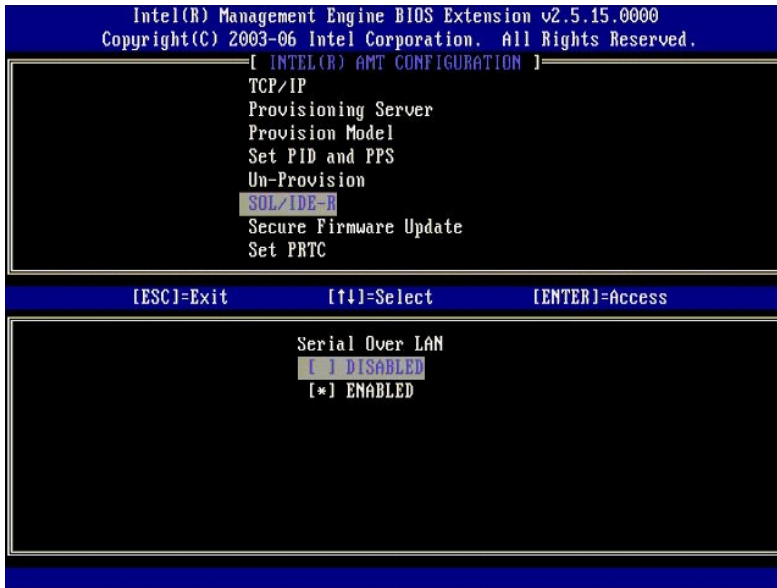 Intel(R) Management Engine BIOS Extension v2.5.15.0000
Copyright(C) 2003-06 Intel Corporation. All Rights Reserved.
[ INTEL(R) AMT CONFIGURATION ]
TCP/IP
Provisioning Server
Provision Model
Set PID and PPS
Un-Provision
SOL/IDE-R
Secure Firmware Update
Set PRTC
[ESC]=Exit [↑↓]=Select [ENTER]=Access
Serial Over LAN
[ ] DISABLED
[*] ENABLED